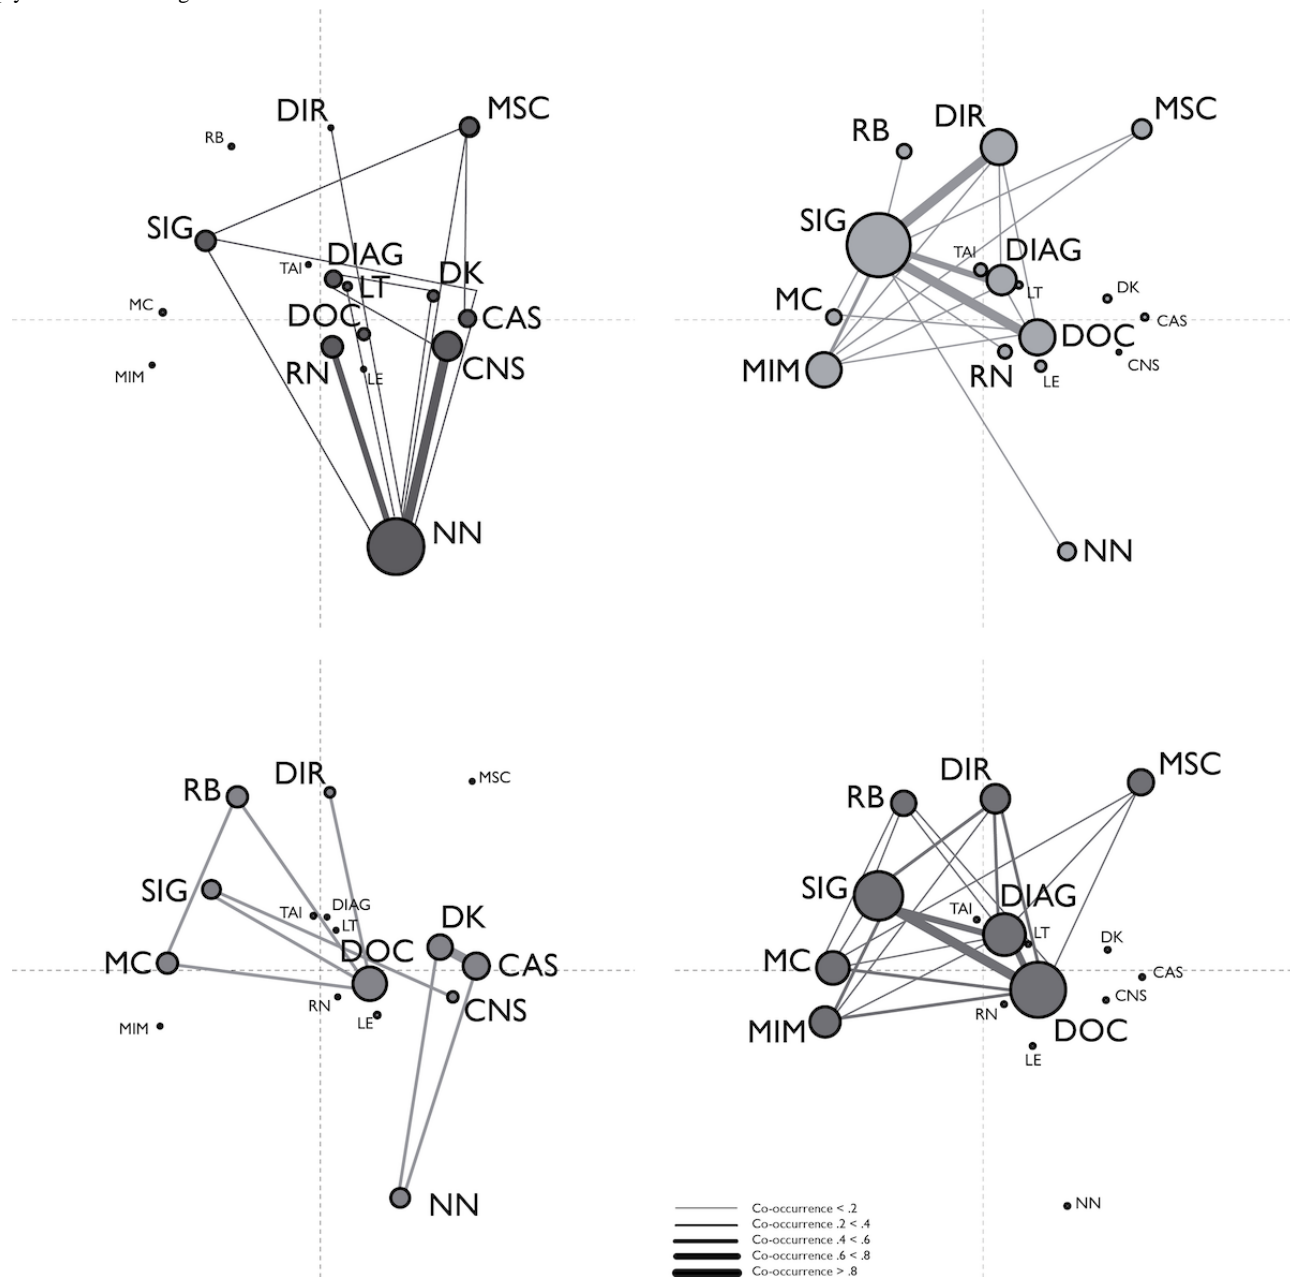 DIR
MSC
RB
SIG
DIAG
TAI
LT
DK
MC
DOC
CAS
RN
CNS
MIM
LE
NN
DIR
MSC
RB
SIG
TAI
DIAG
LT
DK
MC
CAS
DOC
MIM
RN
CNS
LE
NN
DIR
MSC
RB
SIG
TAI
DIAG
LT
DK
DOC
MC
CAS
RN
CNS
LE
MIM
NN
DIR
MSC
RB
SIG
DIAG
TAI
LT
DK
MC
CAS
CNS
RN
MIM
DOC
LE
NN
Co-occurrence < .2
Co-occurrence .2 < .4
Co-occurrence .4 < .6
Co-occurrence .6 < .8
Co-occurrence > .8